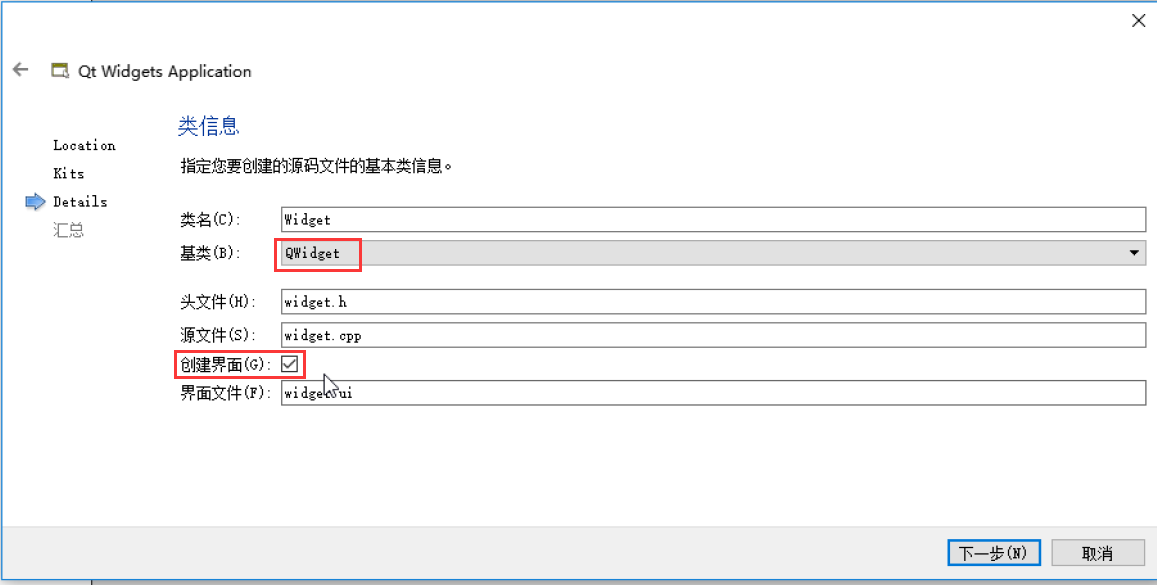 Qt Widgets Application
Location
Kits
Details
汇总
类信息
指定您要创建的源码文件的基本类信息。
类名(C): Widget
基类(B): QWidget
头文件(H): widget.h
源文件(S): widget.cpp
创建界面(G):
界面文件(F): widget.ui
下一步(N) 取消